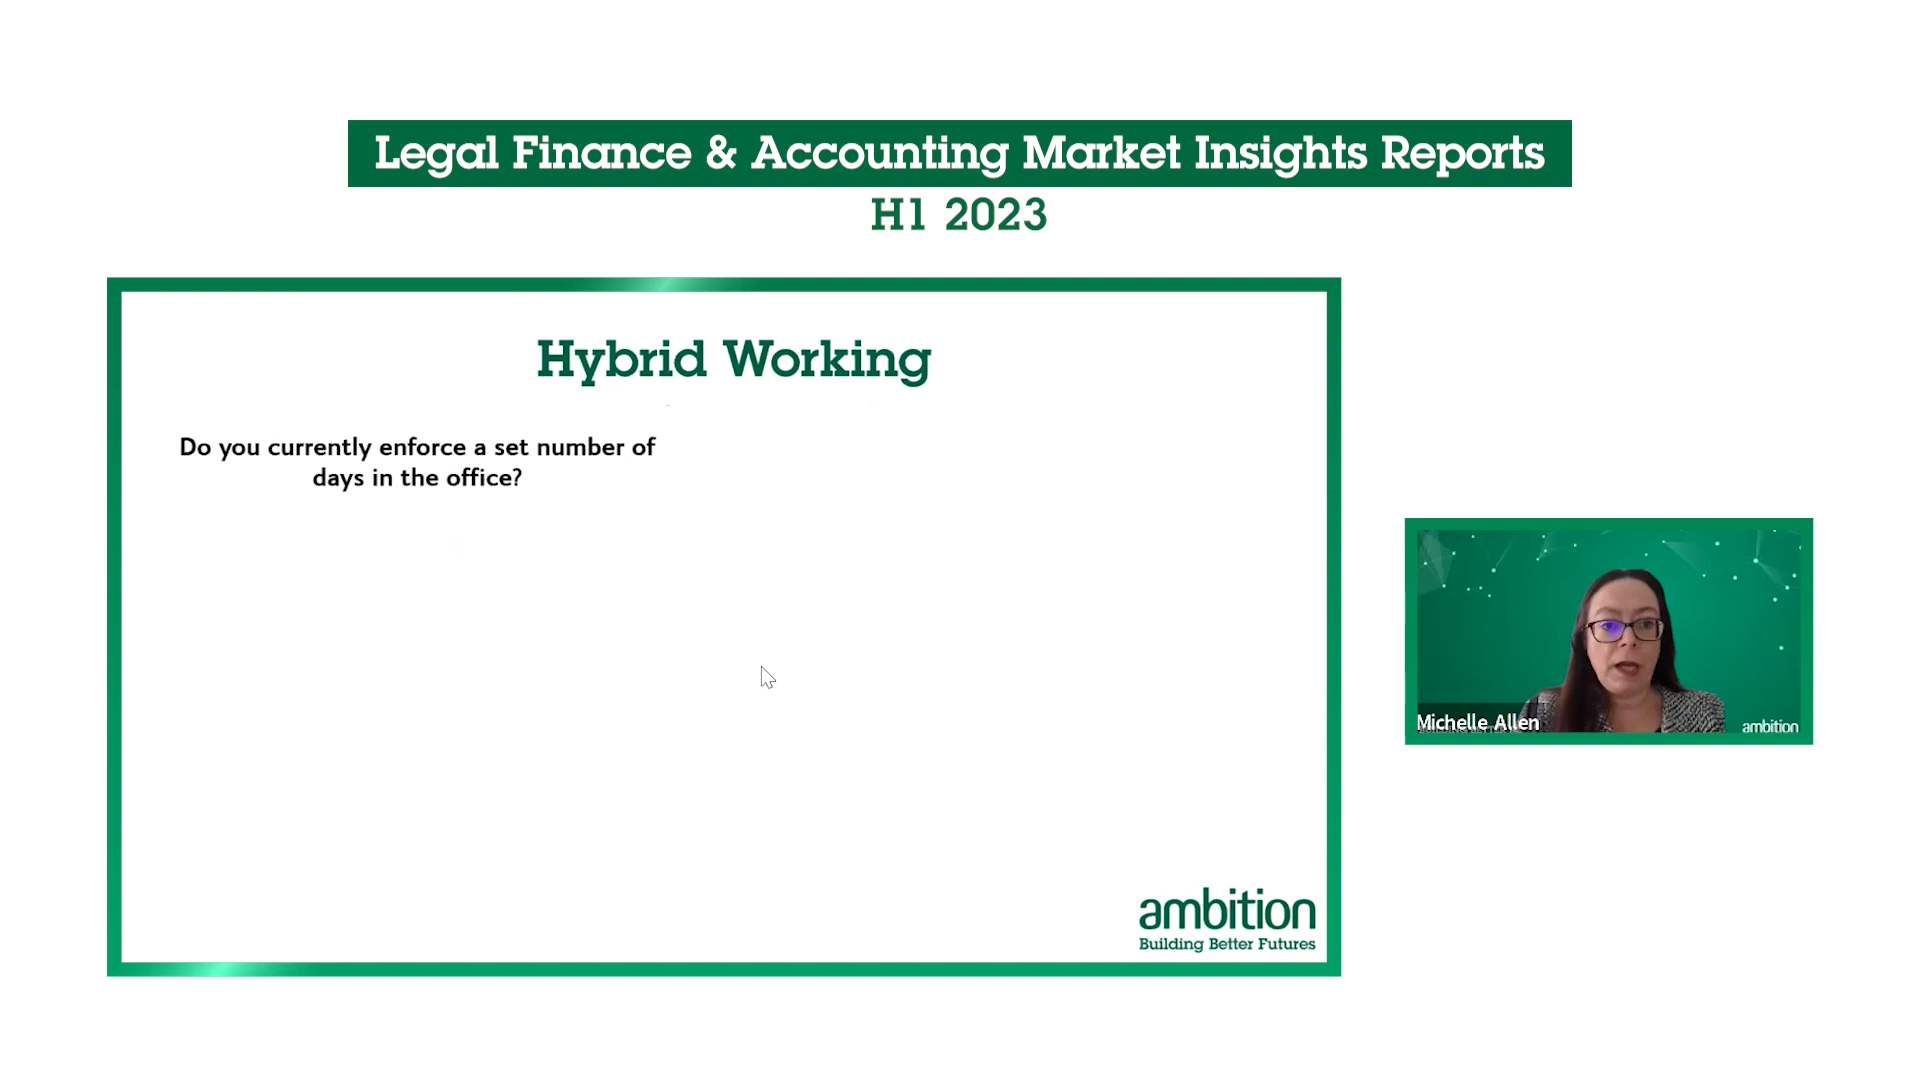 Legal Finance & Accounting Market Insights Reports
H1 2023
Hybrid Working
Do you currently enforce a set number of
days in the office?
ambition
Building Better Futures
Michelle Allen
ambition